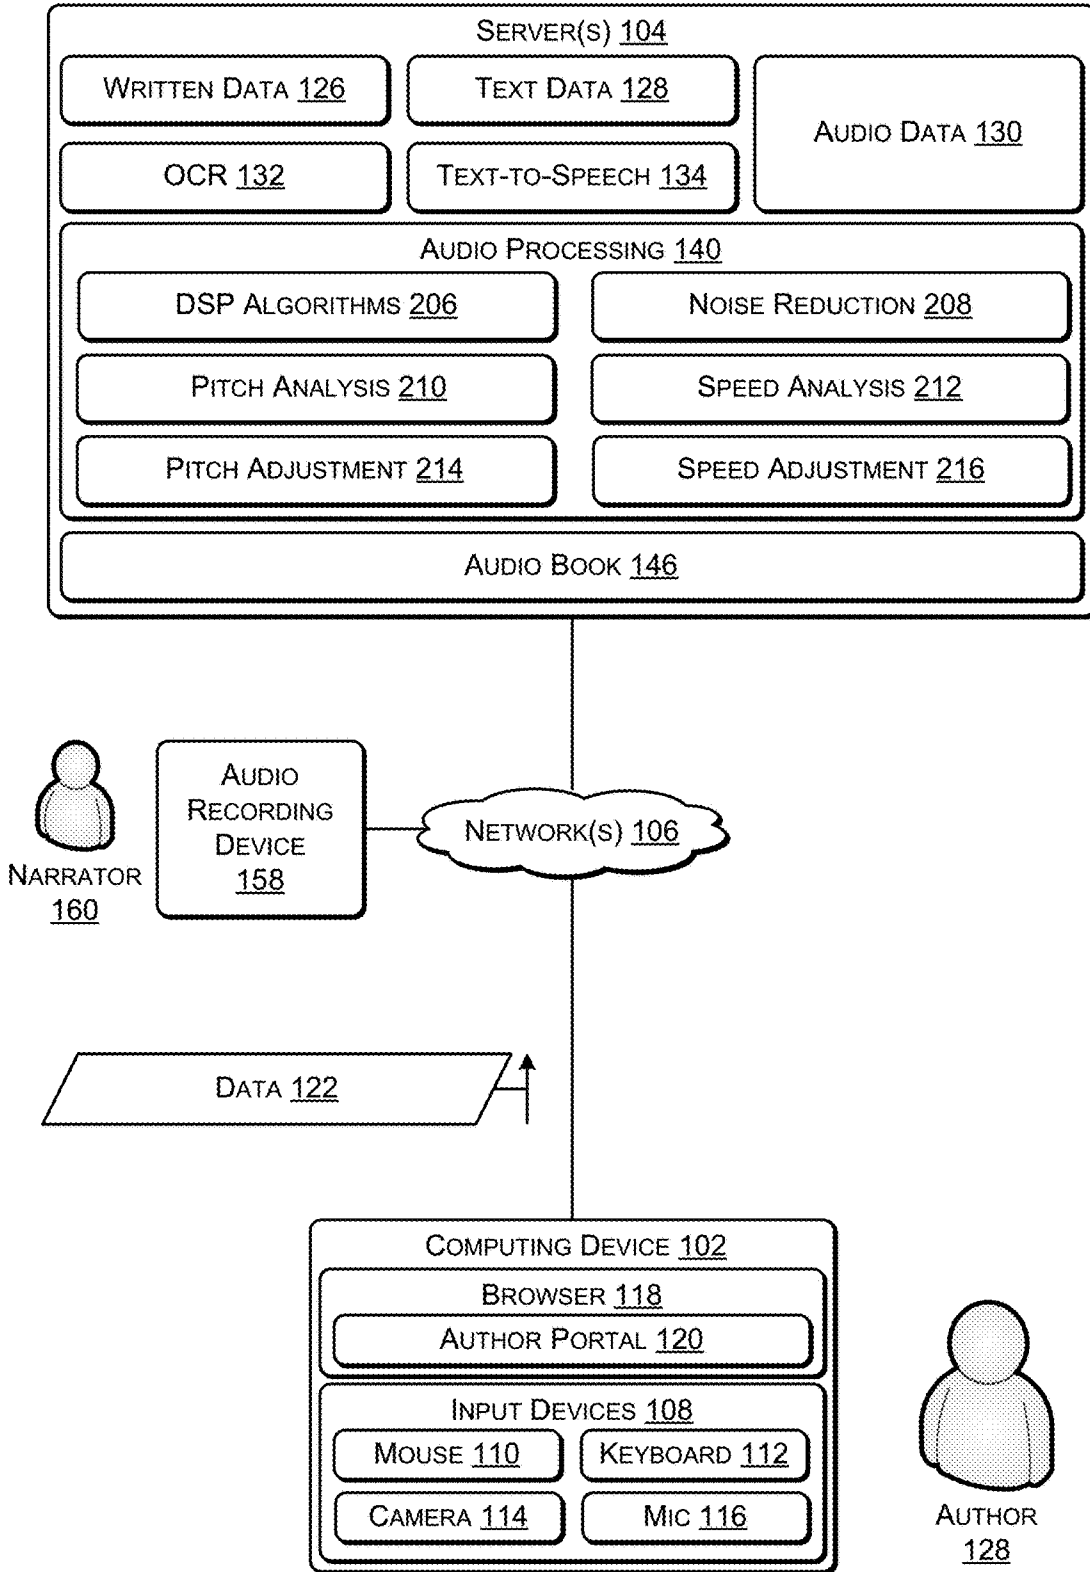 SERVER(S) 104
WRITTEN DATA 126
TEXT DATA 128
AUDIO DATA 130
OCR 132
TEXT-TO-SPEECH 134
AUDIO PROCESSING 140
DSP ALGORITHMS 206
NOISE REDUCTION 208
PITCH ANALYSIS 210
SPEED ANALYSIS 212
PITCH ADJUSTMENT 214
SPEED ADJUSTMENT 216
AUDIO BOOK 146
NARRATOR
160
AUDIO
RECORDING
DEVICE
158
NETWORK(S) 106
DATA 122
COMPUTING DEVICE 102
BROWSER 118
AUTHOR PORTAL 120
INPUT DEVICES 108
MOUSE 110
KEYBOARD 112
CAMERA 114
MIC 116
AUTHOR
128